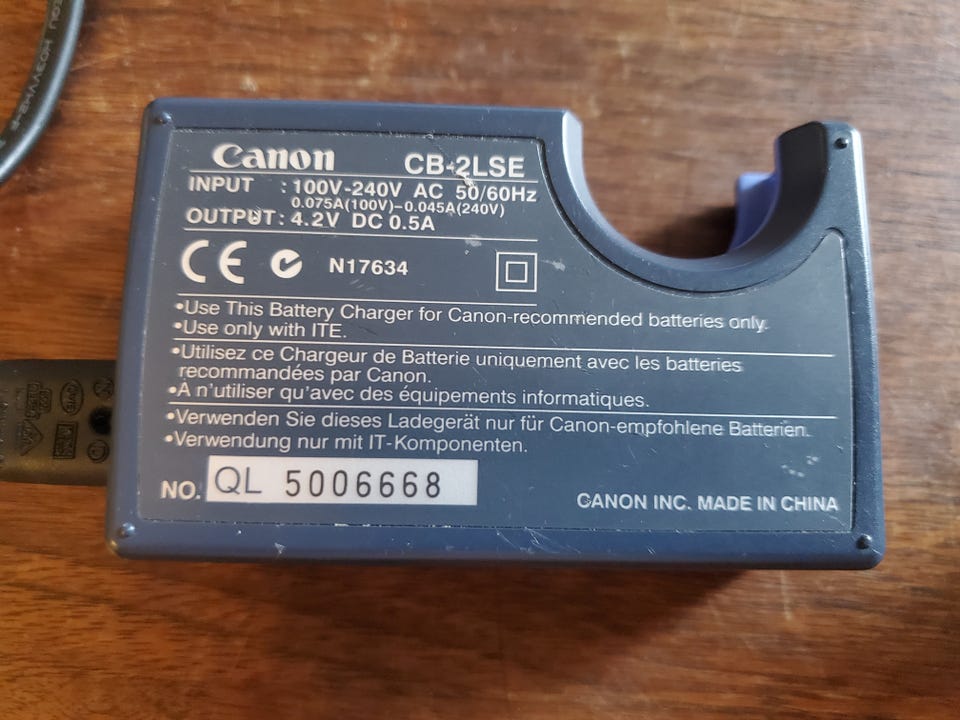 Canon CB-2LSE
INPUT : 100V-240V AC 50/60Hz
0.075A(100V)-0.045A(240V)
OUTPUT : 4.2V DC 0.5A
CE N17634
•Use This Battery Charger for Canon-recommended batteries only.
•Use only with ITE.
•Utilisez ce Chargeur de Batterie uniquement avec les batteries
recommandées par Canon.
•À n'utiliser qu'avec des équipements informatiques.
•Verwenden Sie dieses Ladegerät nur für Canon-empfohlene Batterien.
•Verwendung nur mit IT-Komponenten.
NO. QL 5006668
CANON INC. MADE IN CHINA